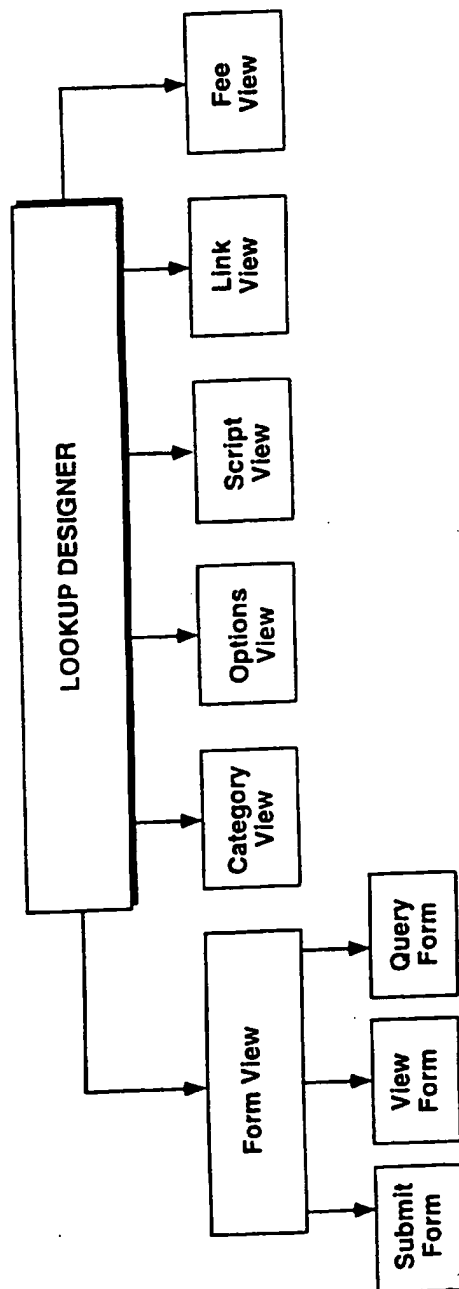 LOOKUP DESIGNER
Form View
Category
View
Options
View
Script
View
Link
View
Fee
View
Submit
Form
View
Form
Query
Form